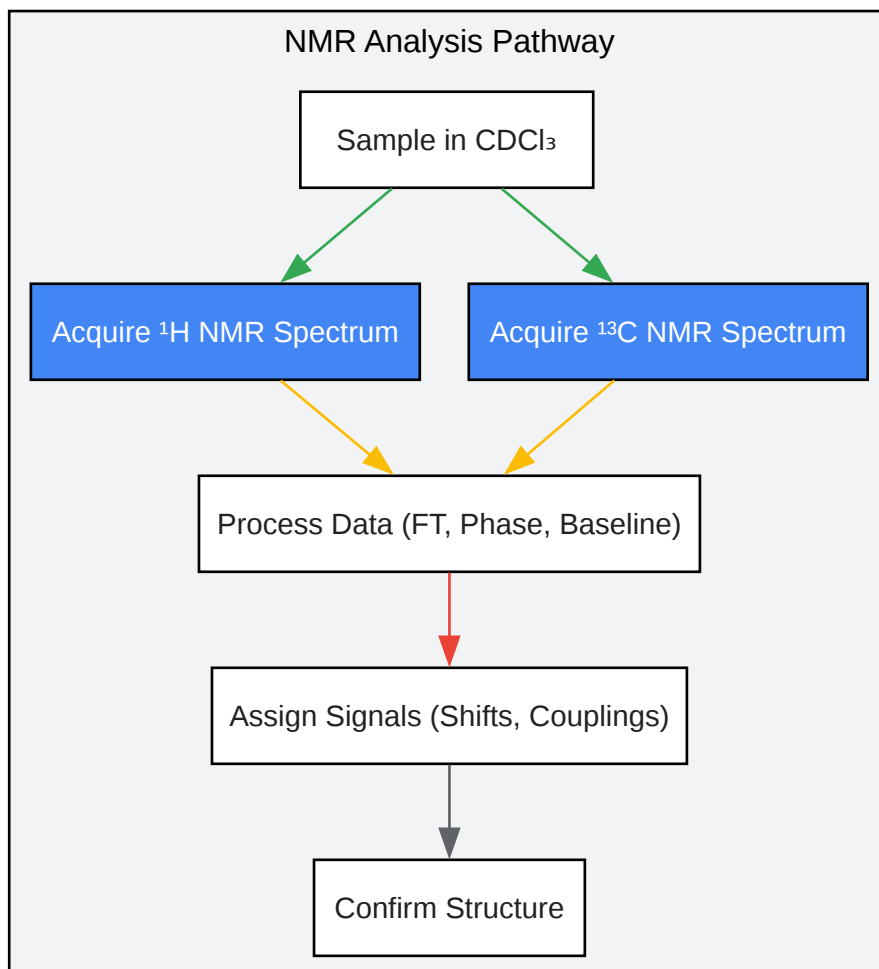 NMR Analysis Pathway
Sample in CDCl₃
Acquire ¹H NMR Spectrum
Acquire ¹³C NMR Spectrum
Process Data (FT, Phase, Baseline)
Assign Signals (Shifts, Couplings)
Confirm Structure